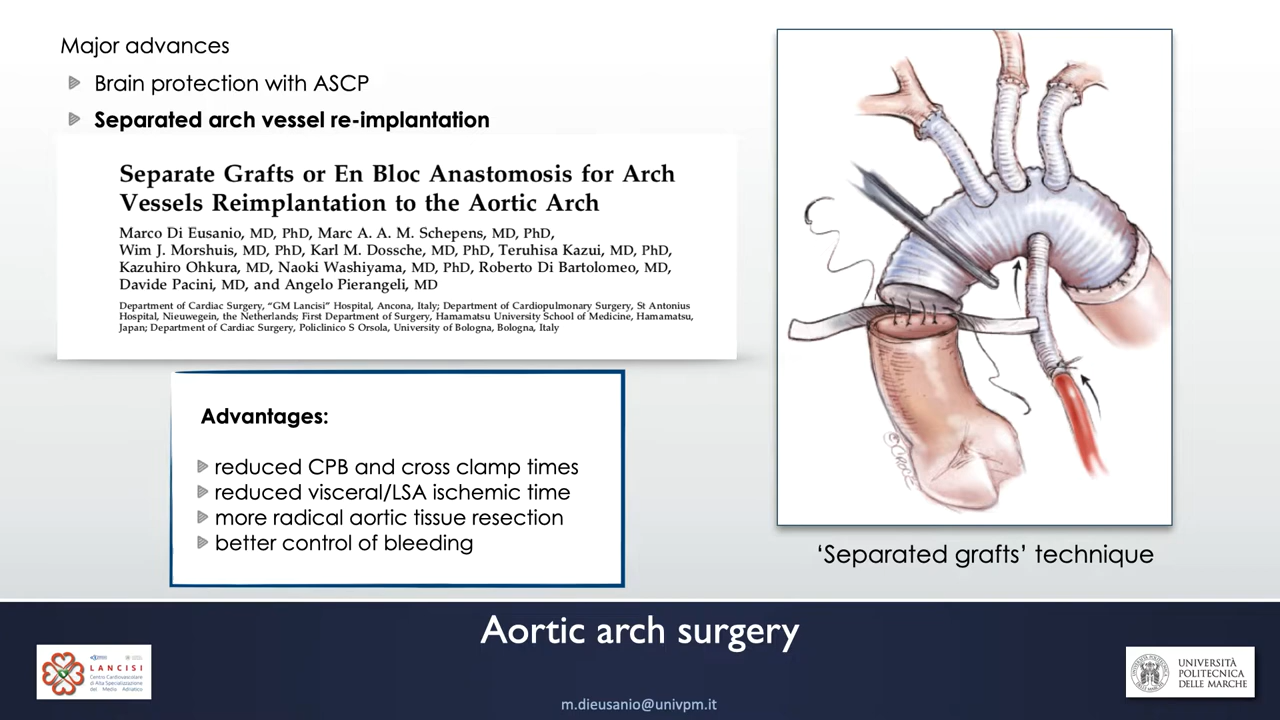 Major advances
Brain protection with ASCP
Separated arch vessel re-implantation
Separate Grafts or En Bloc Anastomosis for Arch
Vessels Reimplantation to the Aortic Arch
Marco Di Eusanio, MD, PhD, Marc A. A. M. Schepens, MD, PhD,
Wim J. Morshuis, MD, PhD, Karl M. Dossche, MD, PhD, Teruhisa Kazui, MD, PhD,
Kazuhiro Ohkura, MD, Naoki Washiyama, MD, PhD, Roberto Di Bartolomeo, MD,
Davide Pacini, MD, and Angelo Pierangeli, MD
Department of Cardiac Surgery, "GM Lancisi" Hospital, Ancona, Italy; Department of Cardiopulmonary Surgery, St Antonius
Hospital, Nieuwegein, the Netherlands; First Department of Surgery, Hamamatsu University School of Medicine, Hamamatsu,
Japan; Department of Cardiac Surgery, Policlinico S Orsola, University of Bologna, Bologna, Italy
Advantages:
reduced CPB and cross clamp times
reduced visceral/LSA ischemic time
more radical aortic tissue resection
better control of bleeding
'Separated grafts' technique
Aortic arch surgery
LANCISI
Centro Cardiovascolare
di Alta Specializzazione
del Medio Adriatico
m.dieusanio@univpm.it
UNIVERSITÀ
POLITECNICA
DELLE MARCHE